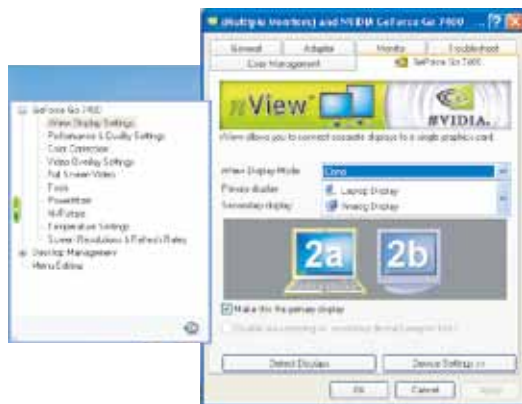 (Multiple Monitors) and NVIDIA GeForce Go 7400 ...
General Adapter Monitor Troubleshoot
Color Management GeForce Go 7400
nView
NVIDIA.
nView allows you to connect separate displays to a single graphics card.
nView Display Mode: Clone
Primary display: Laptop Display
Secondary display: Analog Display
2a 2b
Make this the primary display
Detect Displays Device Settings >>
OK Cancel Apply
GeForce Go 7400
nView Display Settings
Performance & Quality Settings
Color Correction
Video Overlay Settings
Full Screen Video
Tools
PowerMizer
NvRotate
Temperature Settings
Screen Resolutions & Refresh Rates
Desktop Management
Menu Editing